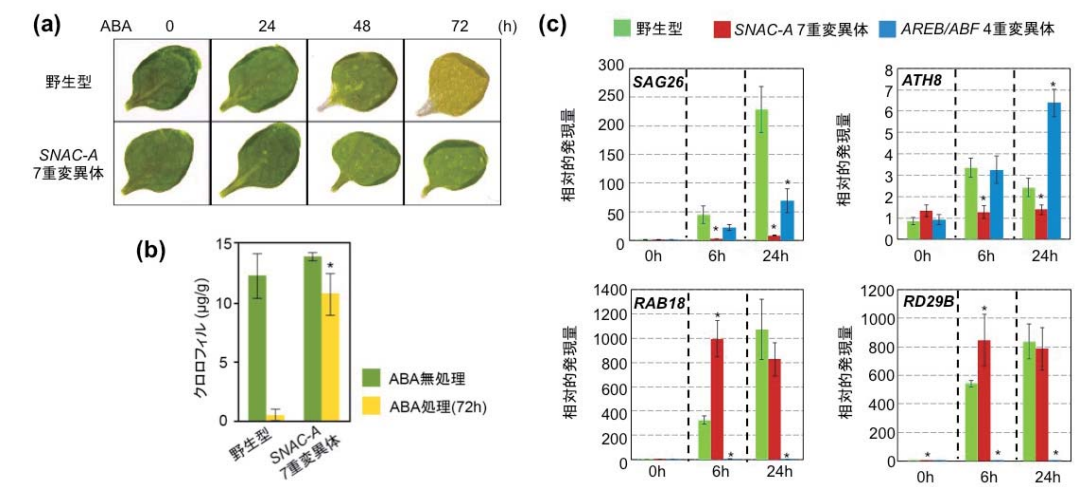 (a)
ABA 0 24 48 72 (h)
野生型
SNAC-A
7重変異体
(b)
15
10
5
0
クロロフィル (μg/g)
野生型
SNAC-A
7重変異体
*
ABA無処理
ABA処理(72h)
(c)
野生型 SNAC-A 7重変異体 AREB/ABF 4重変異体
SAG26
300
250
200
150
100
50
0
相対的発現量
* * *
0h 6h 24h
ATH8
8
7
6
5
4
3
2
1
0
相対的発現量
* * *
0h 6h 24h
RAB18
1400
1200
1000
800
600
400
200
0
相対的発現量
* * *
0h 6h 24h
RD29B
1200
1000
800
600
400
200
0
相対的発現量
* * * *
0h 6h 24h